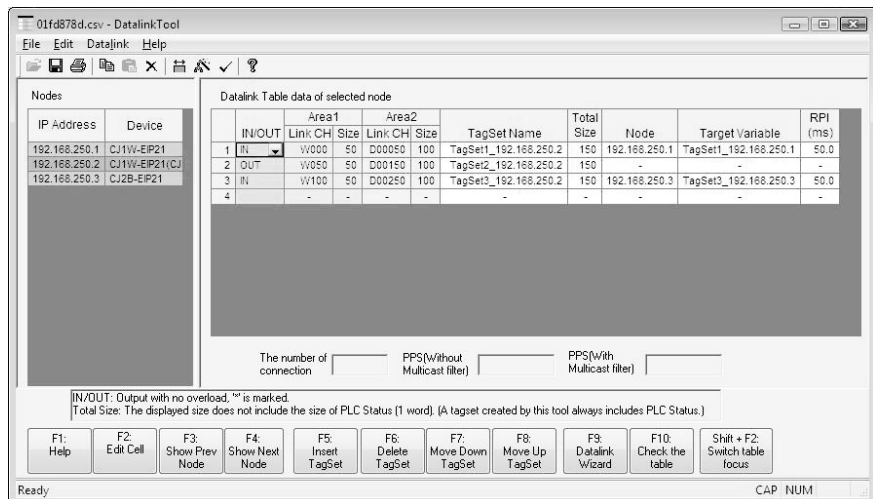 01fd878d.csv - DatalinkTool
File Edit Datalink Help
Nodes
IP Address Device
192.168.250.1 CJ1W-EIP21
192.168.250.2 CJ1W-EIP21(CJ
192.168.250.3 CJ2B-EIP21
Datalink Table data of selected node
Area1 Area2 Total RPI
IN/OUT Link CH Size Link CH Size TagSet Name Size Node Target Variable (ms)
1 IN W000 50 D00050 100 TagSet1_192.168.250.2 150 192.168.250.1 TagSet1_192.168.250.1 50.0
2 OUT W050 50 D00150 100 TagSet2_192.168.250.2 150 - - -
3 IN W100 50 D00250 100 TagSet3_192.168.250.2 150 192.168.250.3 TagSet3_192.168.250.3 50.0
4 - - - - - - - - -
The number of connection
PPS(Without Multicast filter)
PPS(With Multicast filter)
IN/OUT: Output with no overload, '*' is marked.
Total Size: The displayed size does not include the size of PLC Status (1 word). (A tagset created by this tool always includes PLC Status.)
F1: Help
F2: Edit Cell
F3: Show Prev Node
F4: Show Next Node
F5: Insert TagSet
F6: Delete TagSet
F7: Move Down TagSet
F8: Move Up TagSet
F9: Datalink Wizard
F10: Check the table
Shift + F2: Switch table focus
Ready CAP NUM